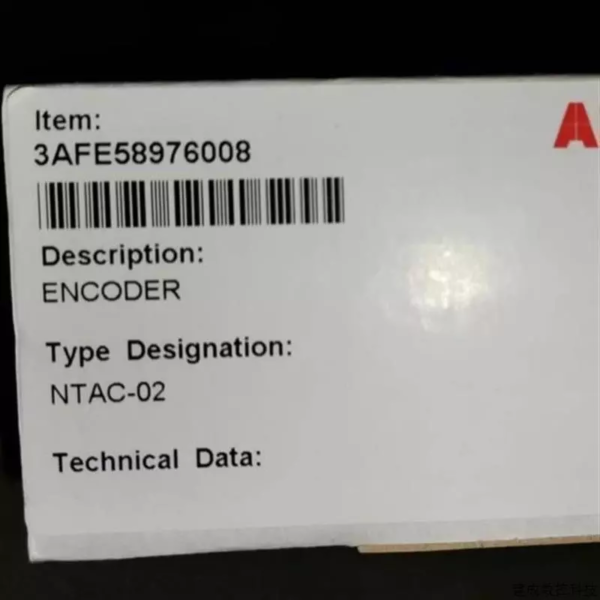 Item:
3AFE58976008
A
Description:
ENCODER
Type Designation:
NTAC-02
Technical Data: